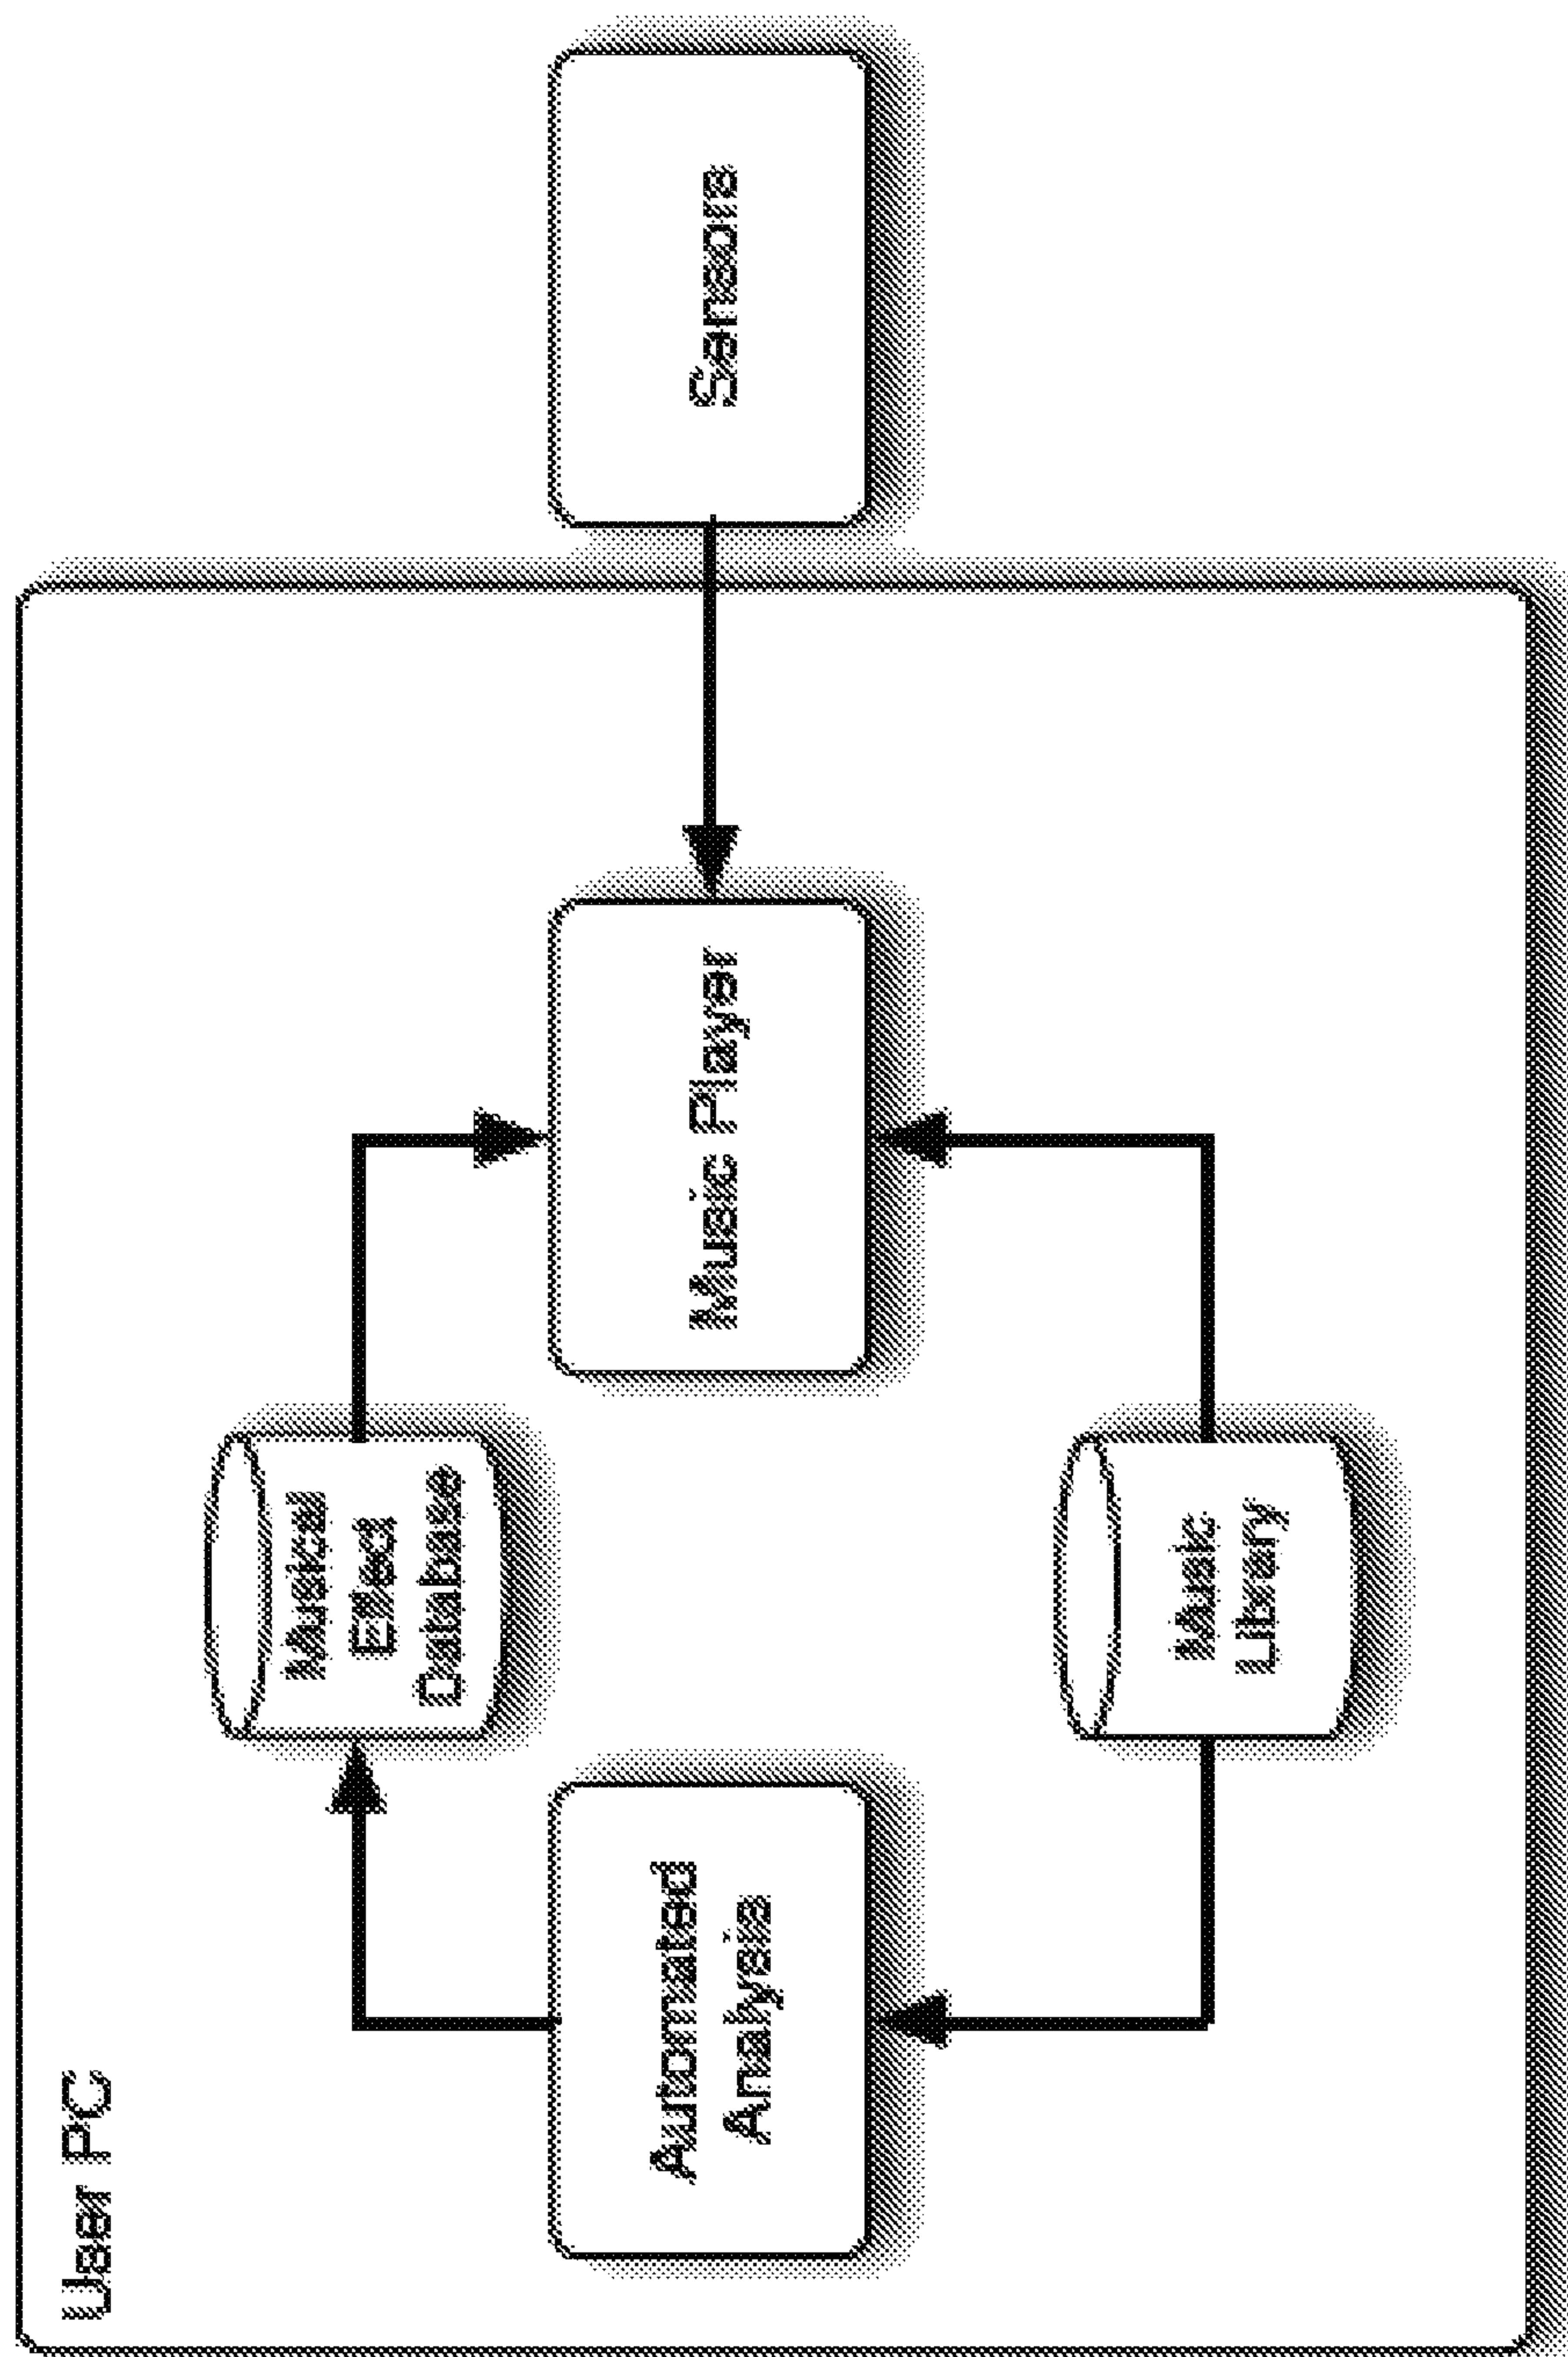 User PC
Musical
Effect
Database
Automated
Analysis
Music Player
Sensors
Music
Library